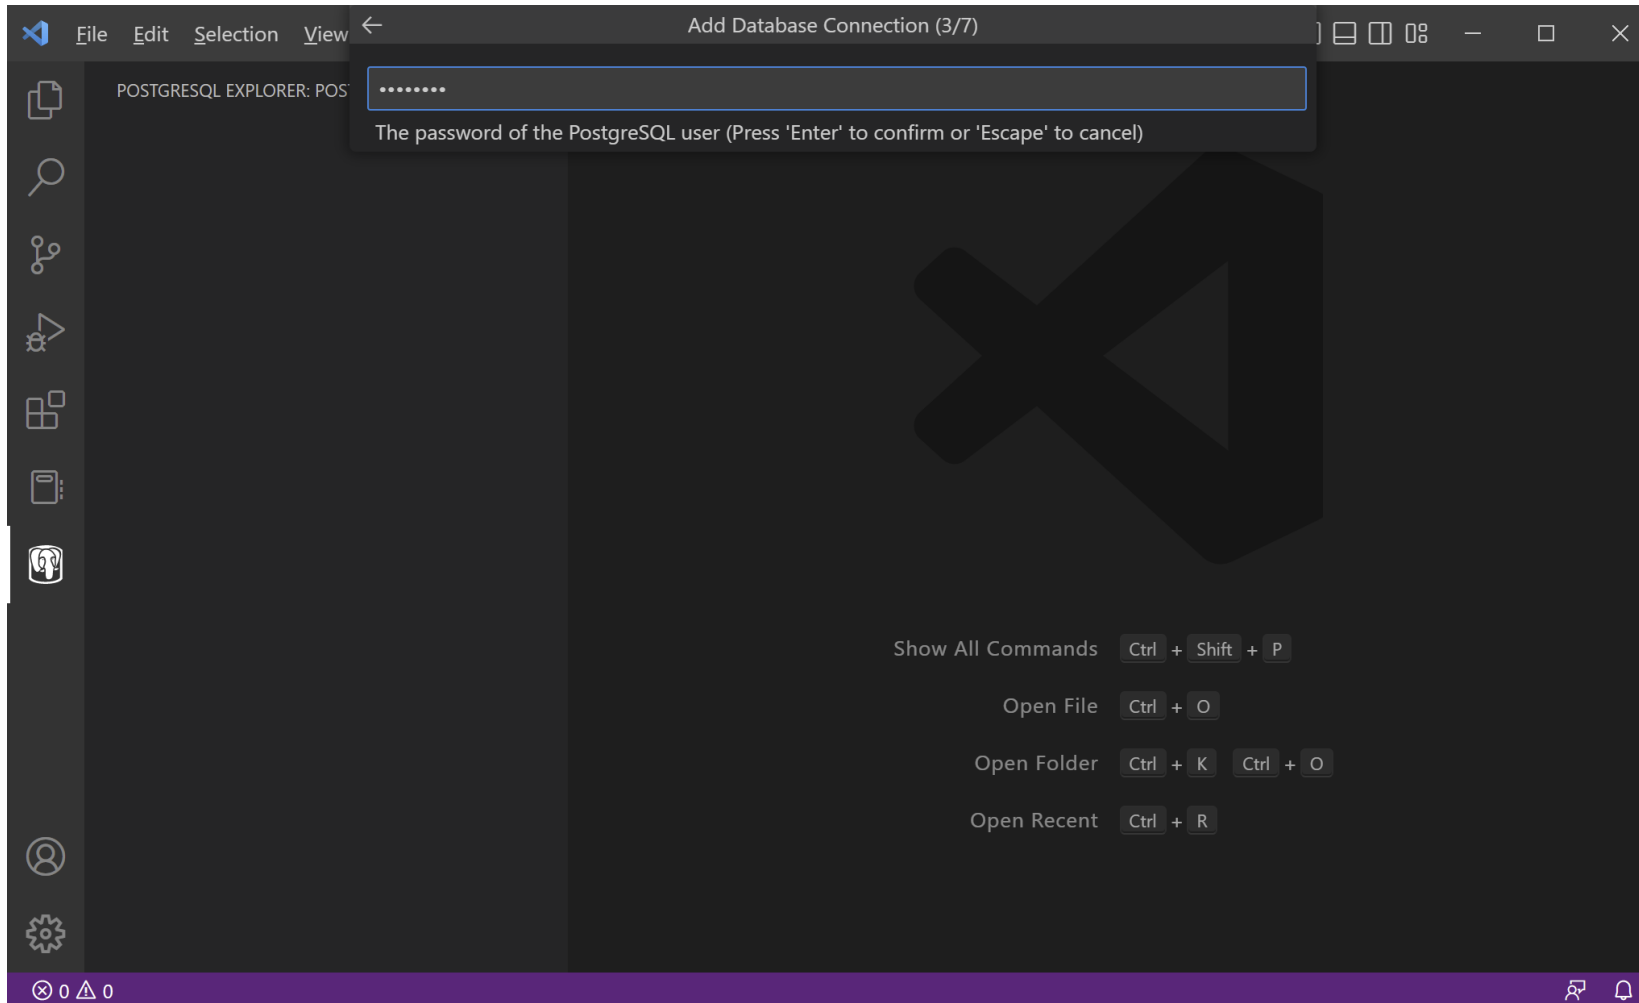 File Edit Selection View
Add Database Connection (3/7)
POSTGRESQL EXPLORER: POS
••••••••
The password of the PostgreSQL user (Press 'Enter' to confirm or 'Escape' to cancel)
Show All Commands Ctrl + Shift + P
Open File Ctrl + O
Open Folder Ctrl + K Ctrl + O
Open Recent Ctrl + R
0 0